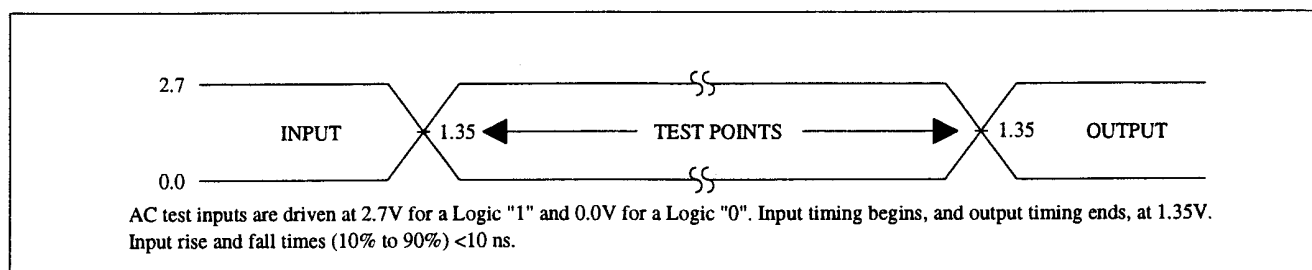 2.7
INPUT 1.35 TEST POINTS 1.35 OUTPUT
0.0
AC test inputs are driven at 2.7V for a Logic "1" and 0.0V for a Logic "0". Input timing begins, and output timing ends, at 1.35V.
Input rise and fall times (10% to 90%) <10 ns.